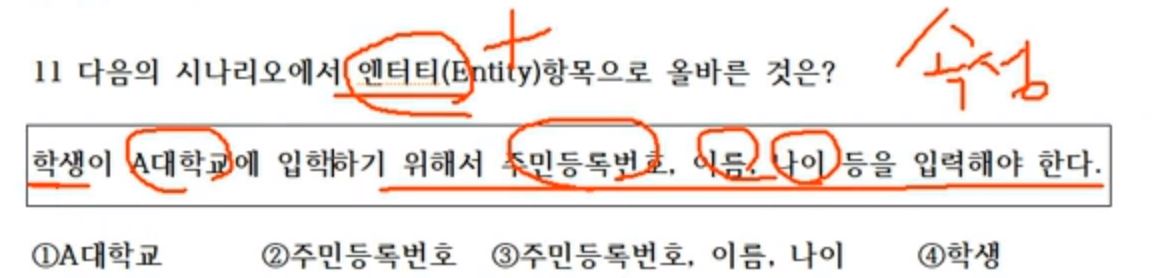 11 다음의 시나리오에서 엔터티(Entity)항목으로 올바른 것은?
속성
학생이 A대학교에 입학하기 위해서 주민등록번호, 이름, 나이 등을 입력해야 한다.
①A대학교 ②주민등록번호 ③주민등록번호, 이름, 나이 ④학생